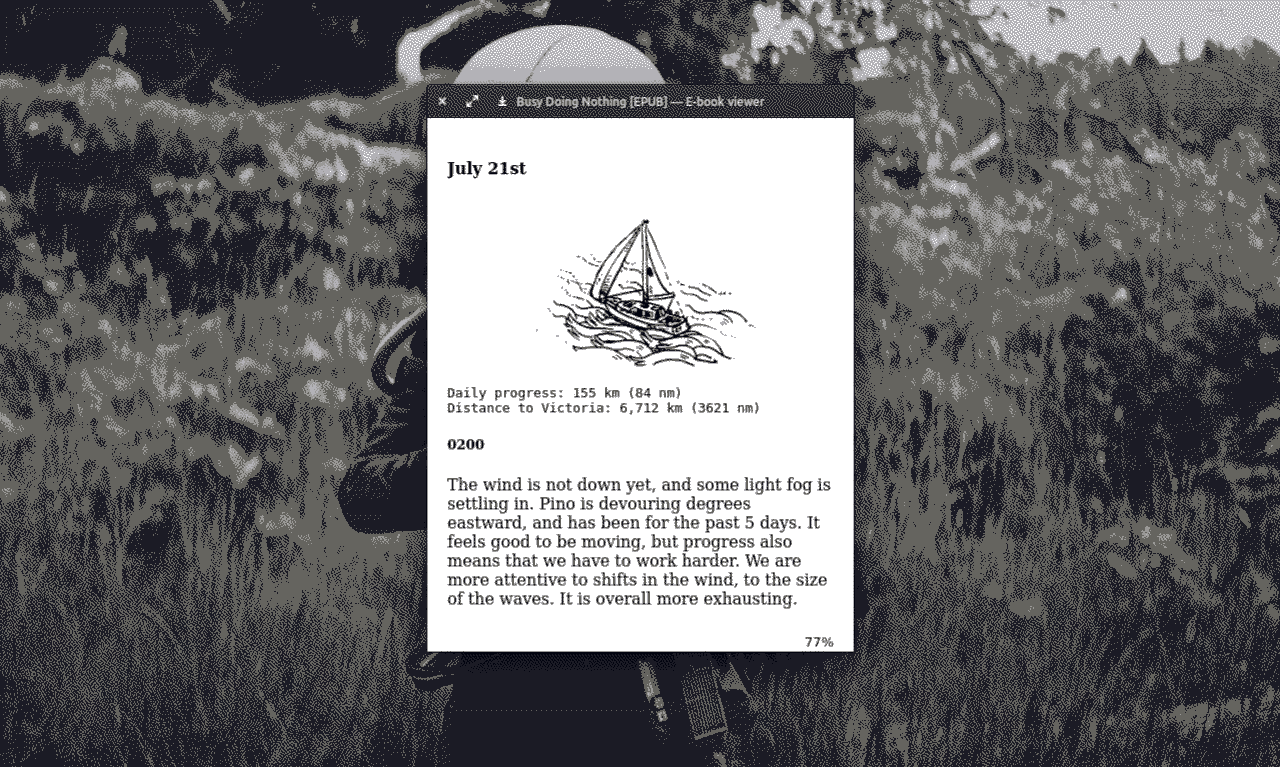 Busy Doing Nothing [EPUB] — E-book viewer
July 21st
Daily progress: 155 km (84 nm)
Distance to Victoria: 6,712 km (3621 nm)
0200
The wind is not down yet, and some light fog is
settling in. Pino is devouring degrees
eastward, and has been for the past 5 days. It
feels good to be moving, but progress also
means that we have to work harder. We are
more attentive to shifts in the wind, to the size
of the waves. It is overall more exhausting.
77%